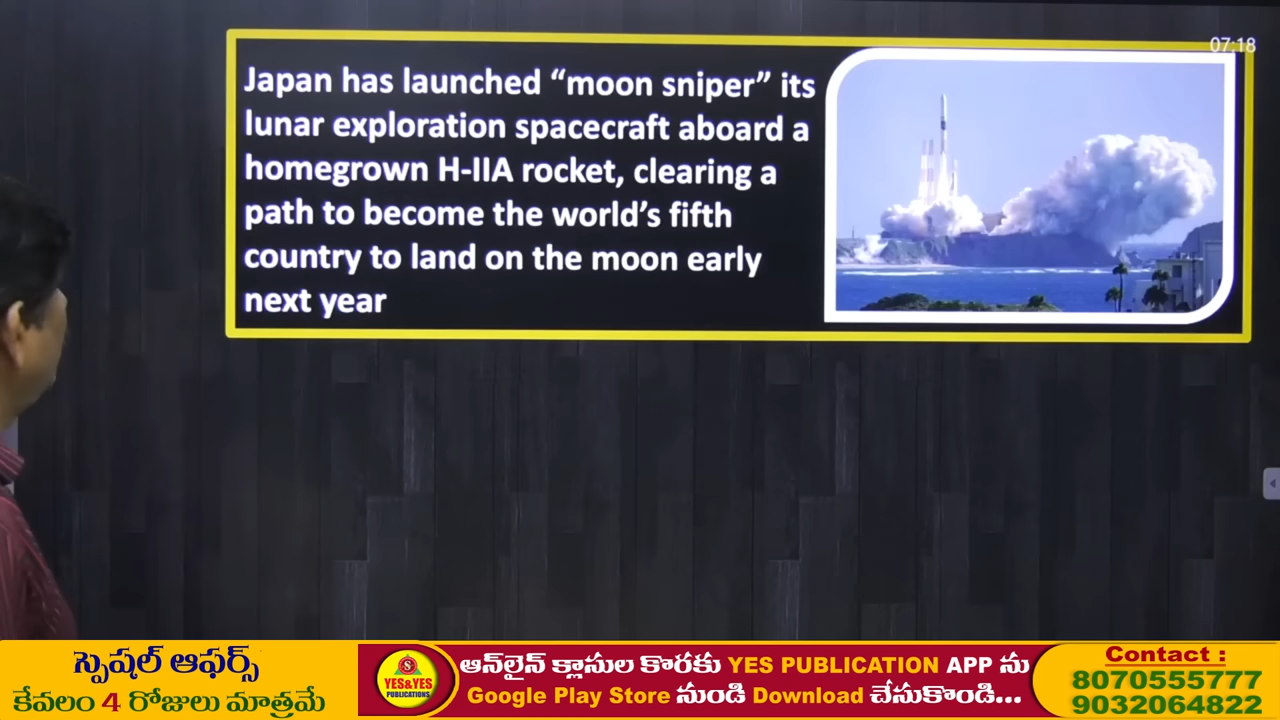 07:18
Japan has launched “moon sniper” its
lunar exploration spacecraft aboard a
homegrown H-IIA rocket, clearing a
path to become the world’s fifth
country to land on the moon early
next year
స్పెషల్ ఆఫర్స్
కేవలం 4 రోజులు మాత్రమే
S
YES&YES
PUBLICATIONS
ఆన్‌లైన్ క్లాసుల కొరకు YES PUBLICATION APP ను
Google Play Store నుండి Download చేసుకొండి...
Contact :
8070555777
9032064822